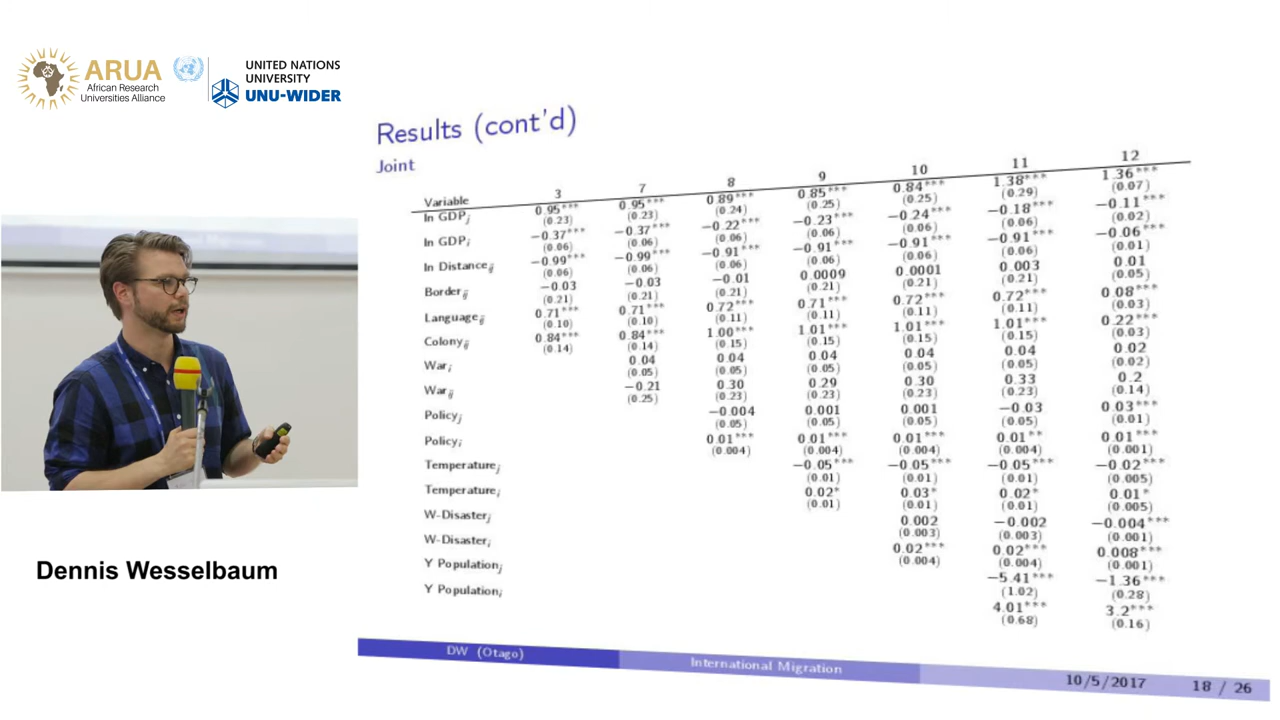 ARUA
African Research
Universities Alliance
UNITED NATIONS
UNIVERSITY
UNU-WIDER
Results (cont'd)
Joint
Variable 3 7 8 9 10 11 12
ln GDPj 0.95*** 0.95*** 0.89*** 0.85*** 0.84*** 1.38*** 1.36***
(0.23) (0.23) (0.24) (0.25) (0.25) (0.29) (0.07)
ln GDPi −0.37*** −0.37*** −0.22*** −0.23*** −0.24*** −0.18*** −0.11***
(0.06) (0.06) (0.06) (0.06) (0.06) (0.06) (0.02)
ln Distanceij −0.99*** −0.99*** −0.91*** −0.91*** −0.91*** −0.91*** −0.06***
(0.06) (0.06) (0.06) (0.06) (0.06) (0.06) (0.01)
Borderij −0.03 −0.03 −0.01 0.0009 0.0001 0.003 0.01
(0.21) (0.21) (0.21) (0.21) (0.21) (0.21) (0.05)
Languageij 0.71*** 0.71*** 0.72*** 0.71*** 0.72*** 0.72*** 0.08***
(0.10) (0.10) (0.11) (0.11) (0.11) (0.11) (0.03)
Colonyij 0.84*** 0.84*** 1.00*** 1.01*** 1.01*** 1.01*** 0.22***
(0.14) (0.14) (0.15) (0.15) (0.15) (0.15) (0.03)
Wari 0.04 0.04 0.04 0.04 0.04 0.02
(0.05) (0.05) (0.05) (0.05) (0.05) (0.02)
Warij −0.21 0.30 0.29 0.30 0.33 0.2
(0.25) (0.23) (0.23) (0.23) (0.23) (0.14)
Policyj −0.004 0.001 0.001 −0.03 0.03***
(0.05) (0.05) (0.05) (0.05) (0.01)
Policyi 0.01*** 0.01*** 0.01*** 0.01** 0.01***
(0.004) (0.004) (0.004) (0.004) (0.001)
Temperaturej −0.05*** −0.05*** −0.05*** −0.02***
(0.01) (0.01) (0.01) (0.005)
Temperaturei 0.02* 0.03* 0.02* 0.01*
(0.01) (0.01) (0.01) (0.005)
W-Disasterj 0.002 −0.002 −0.004***
(0.003) (0.003) (0.001)
W-Disasteri 0.02*** 0.02*** 0.008***
(0.004) (0.004) (0.001)
Y Populationj −5.41*** −1.36***
(1.02) (0.28)
Y Populationi 4.01*** 3.2***
(0.68) (0.16)
Dennis Wesselbaum
DW (Otago) International Migration 10/5/2017 18 / 26